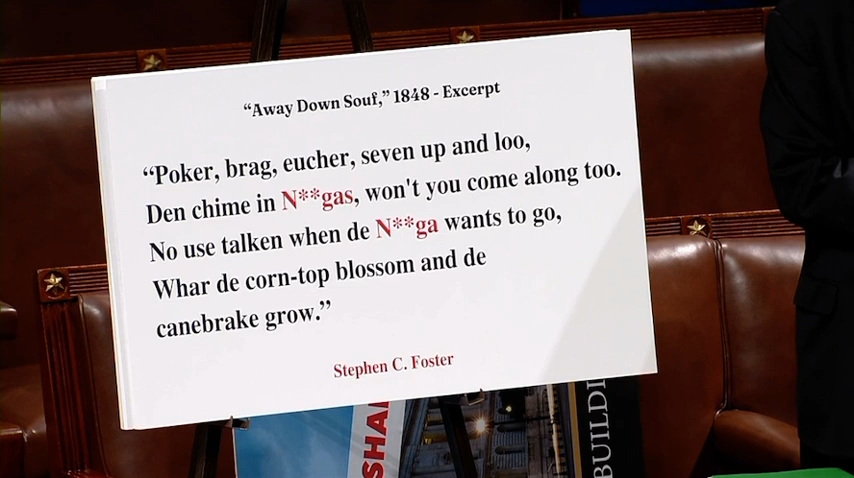 “Away Down Souf,” 1848 - Excerpt
“Poker, brag, eucher, seven up and loo,
Den chime in N**gas, won't you come along too.
No use talken when de N**ga wants to go,
Whar de corn-top blossom and de
canebrake grow.”
Stephen C. Foster